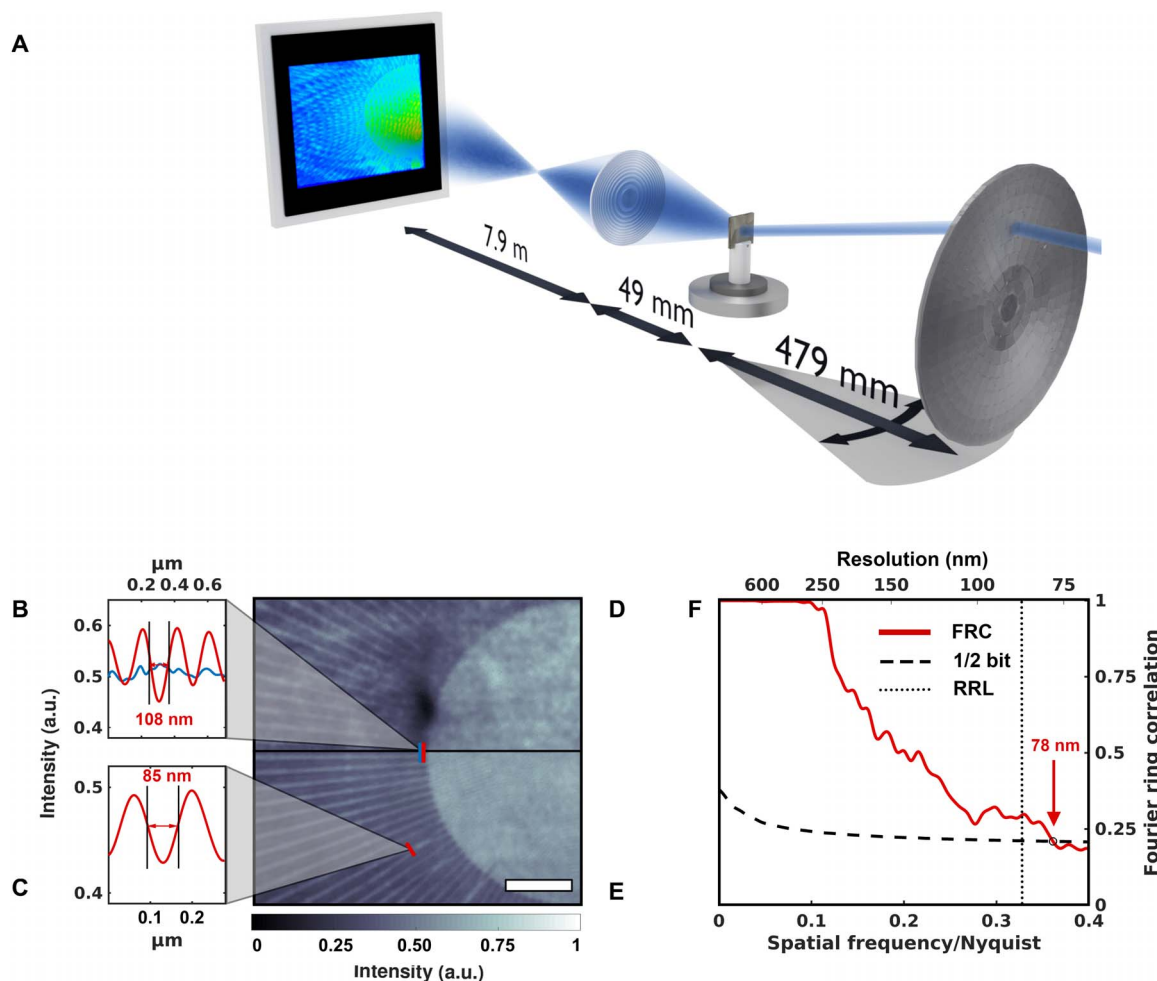 A
7.9 m
49 mm
479 mm
µm
0.2 0.4 0.6
B
0.6
0.5
0.4
108 nm
Intensity (a.u.)
85 nm
0.5
0.4
C
0.1 0.2
µm
0 0.25 0.50 0.75 1
Intensity (a.u.)
D
E
F
Resolution (nm)
600 250 150 100 75
FRC
1/2 bit
RRL
78 nm
1
0.75
0.5
0.25
0
Fourier ring correlation
0 0.1 0.2 0.3 0.4
Spatial frequency/Nyquist